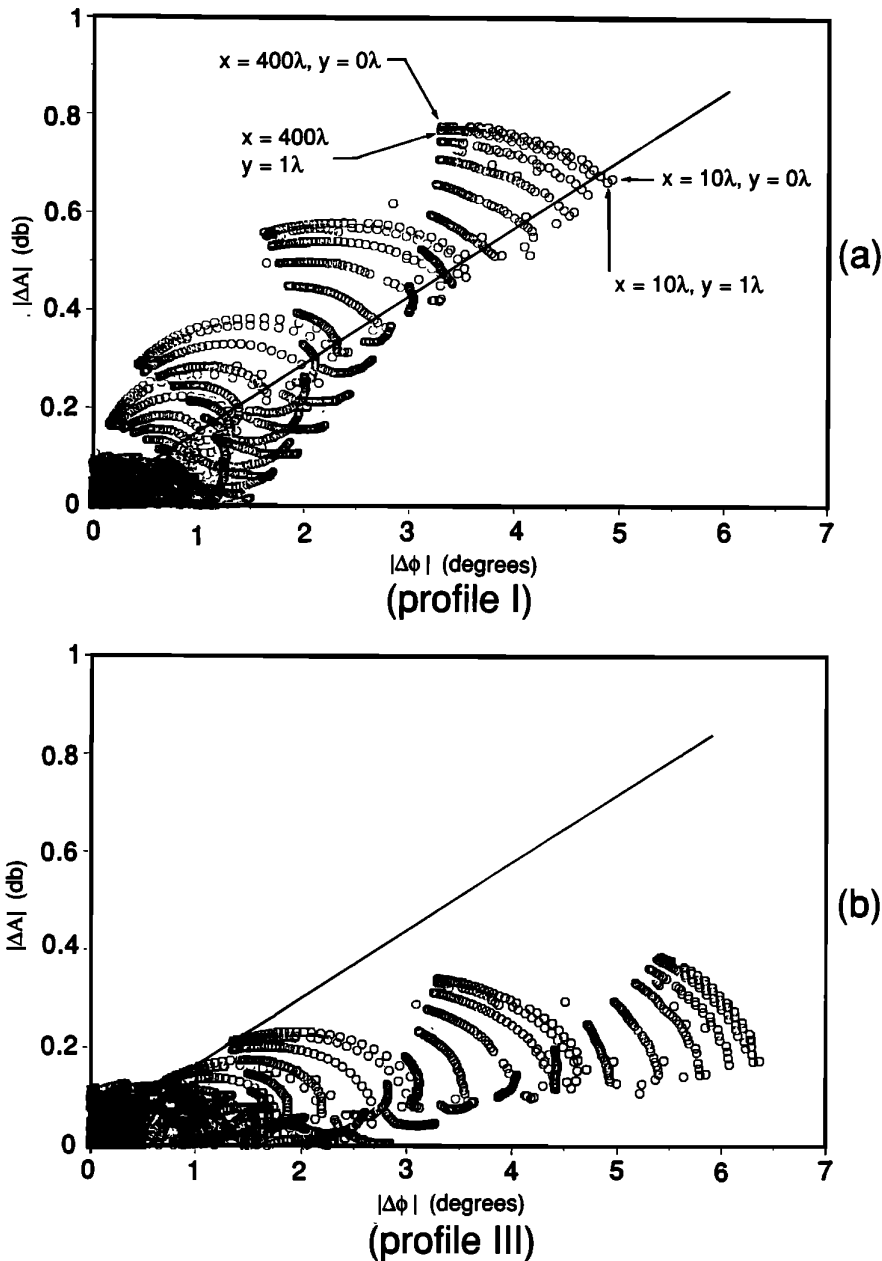 1
0.8
0.6
0.4
0.2
0
|ΔA| (db)
x = 400λ, y = 0λ
x = 400λ
y = 1λ
x = 10λ, y = 0λ
x = 10λ, y = 1λ
(a)
0 1 2 3 4 5 6 7
|Δϕ| (degrees)
(profile I)
1
0.8
0.6
0.4
0.2
0
|ΔA| (db)
(b)
0 1 2 3 4 5 6 7
|Δϕ| (degrees)
(profile III)